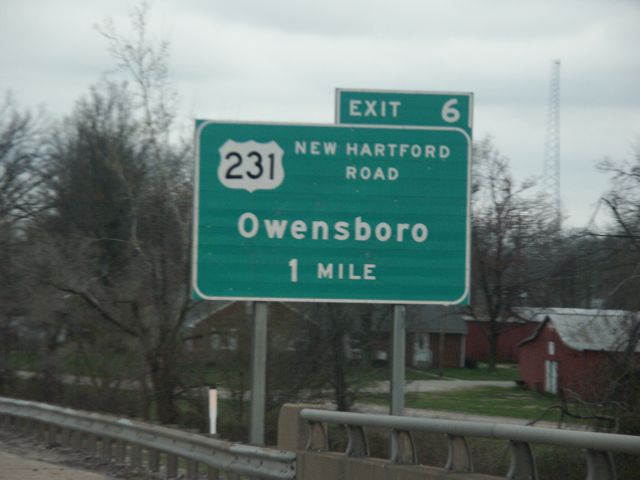 EXIT 6
231 NEW HARTFORD
ROAD
Owensboro
1 MILE